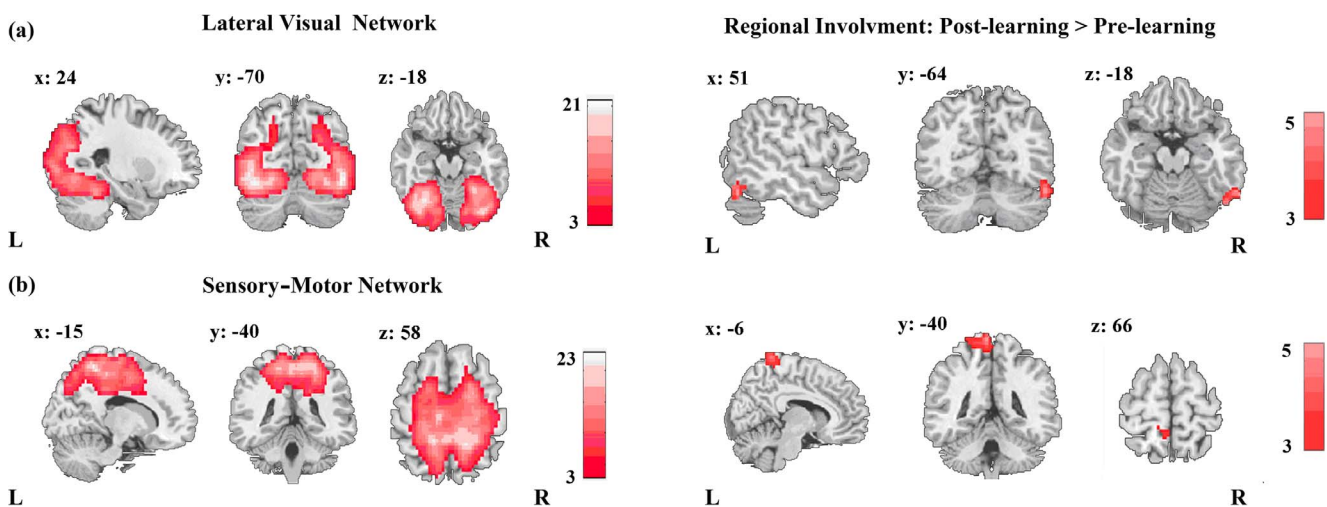 (a) Lateral Visual Network
Regional Involvment: Post-learning > Pre-learning
x: 24 y: -70 z: -18
21
3
L R
x: 51 y: -64 z: -18
5
3
L R
(b) Sensory-Motor Network
x: -15 y: -40 z: 58
23
3
L R
x: -6 y: -40 z: 66
5
3
L R